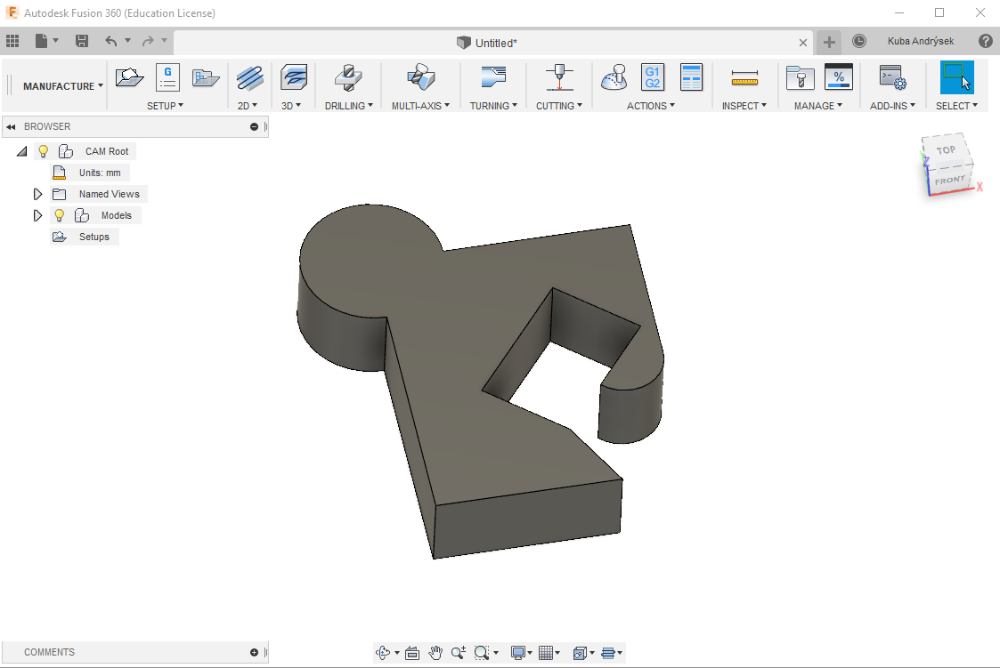 Autodesk Fusion 360 (Education License)
Untitled*
Kuba Andrýsek
MANUFACTURE
G
G1
G2
%
SETUP
2D
3D
DRILLING
MULTI-AXIS
TURNING
CUTTING
ACTIONS
INSPECT
MANAGE
ADD-INS
SELECT
BROWSER
CAM Root
Units: mm
Named Views
Models
Setups
TOP
FRONT
Z
X
COMMENTS